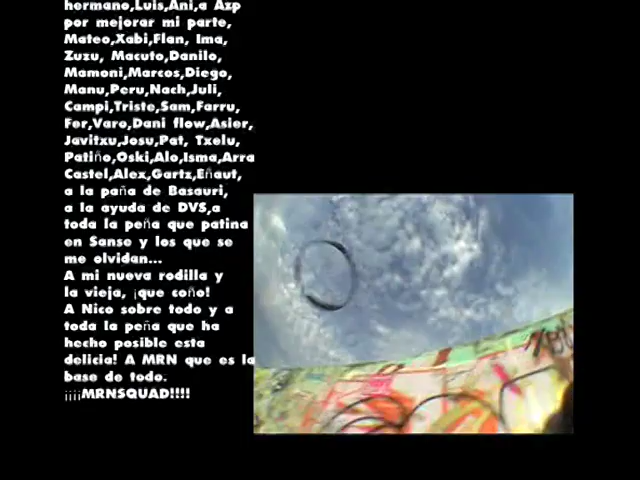 hermano,Luis,Ani,a Azp
por mejorar mi parte,
Mateo,Xabi,Flan, Ima,
Zuzu, Macuto,Danilo,
Mamoni,Marcos,Diego,
Manu,Peru,Nach,Juli,
Campi,Triste,Sam,Farru,
Fer,Varo,Dani flow,Asier,
Javitxu,Josu,Pat, Txelu,
Patiño,Oski,Alo,Isma,Arra
Castel,Alex,Gartz,Eñaut,
a la paña de Basauri,
a la ayuda de DVS,a
toda la peña que patina
en Sanse y los que se
me olvidan...
A mi nueva rodilla y
la vieja, ¡que coño!
A Nico sobre todo y a
toda la peña que ha
hecho posible esta
delicia! A MRN que es la
base de todo.
¡¡¡¡MRNSQUAD!!!!